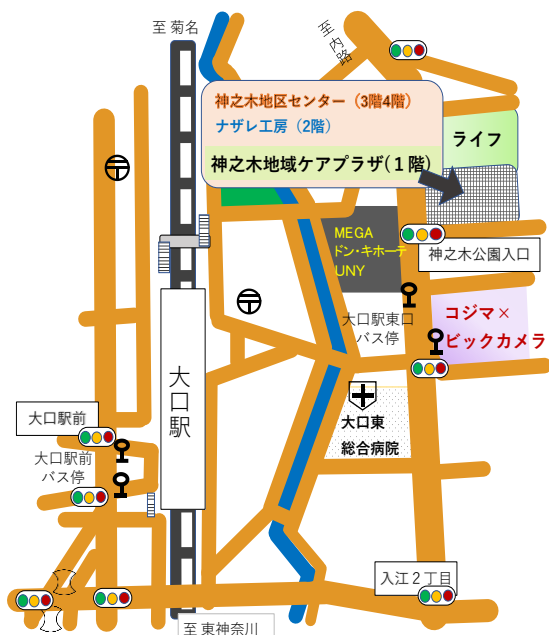 至 菊名
至内路
神之木地区センター（3階4階）
ナザレ工房（2階）
神之木地域ケアプラザ(１階)
ライフ
〒
MEGA
ドン・キホーテ
UNY
神之木公園入口
〒
大口駅東口
バス停
コジマ×
ビックカメラ
大口駅
大口駅前
大口駅前
バス停
大口東
総合病院
入江２丁目
至 東神奈川